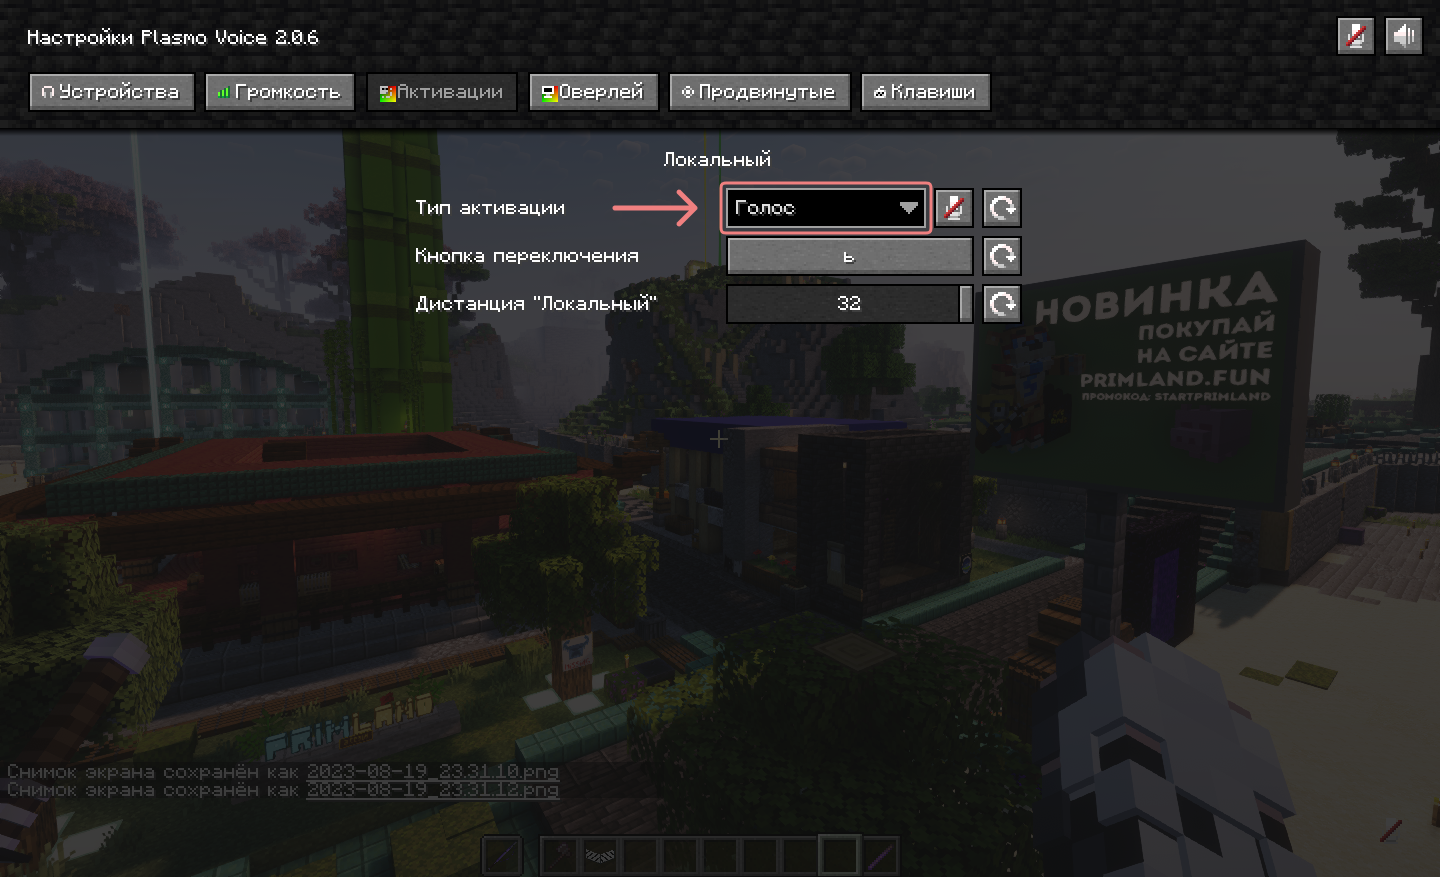 Настройки Plasmo Voice 2.0.6
Устройства Громкость Активации Оверлей Продвинутые Клавиши
Локальный
Тип активации Голос
Кнопка переключения ь
Дистанция "Локальный" 32
НОВИНКА
ПОКУПАЙ
НА САЙТЕ
PRIMLAND.FUN
ПРОМОКОД: STARTPRIMLAND
PRIMLAND
Снимок экрана сохранён как 2023-08-19_23.31.10.png
Снимок экрана сохранён как 2023-08-19_23.31.12.png